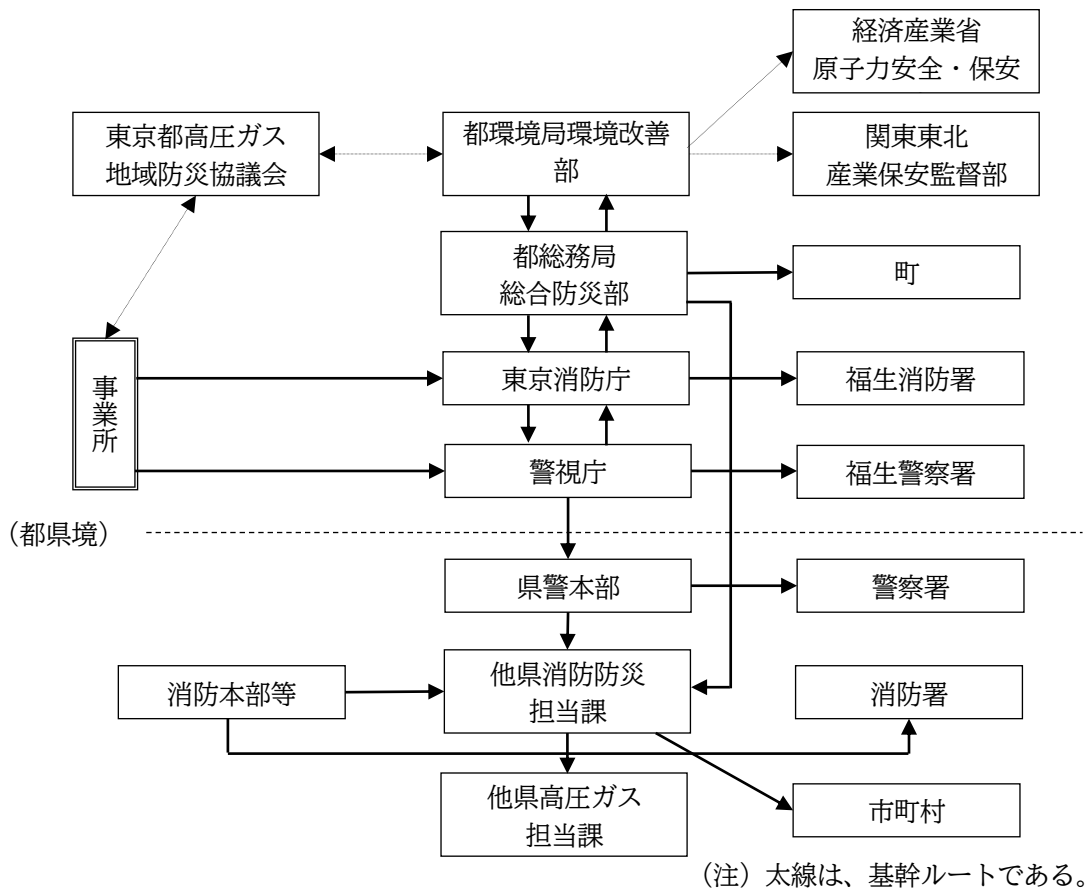 経済産業省
原子力安全・保安
東京都高圧ガス
地域防災協議会
都環境局環境改善
部
関東東北
産業保安監督部
都総務局
総合防災部
町
事業所
東京消防庁
福生消防署
警視庁
福生警察署
（都県境）
県警本部
警察署
消防本部等
他県消防防災
担当課
消防署
他県高圧ガス
担当課
市町村
（注）太線は、基幹ルートである。